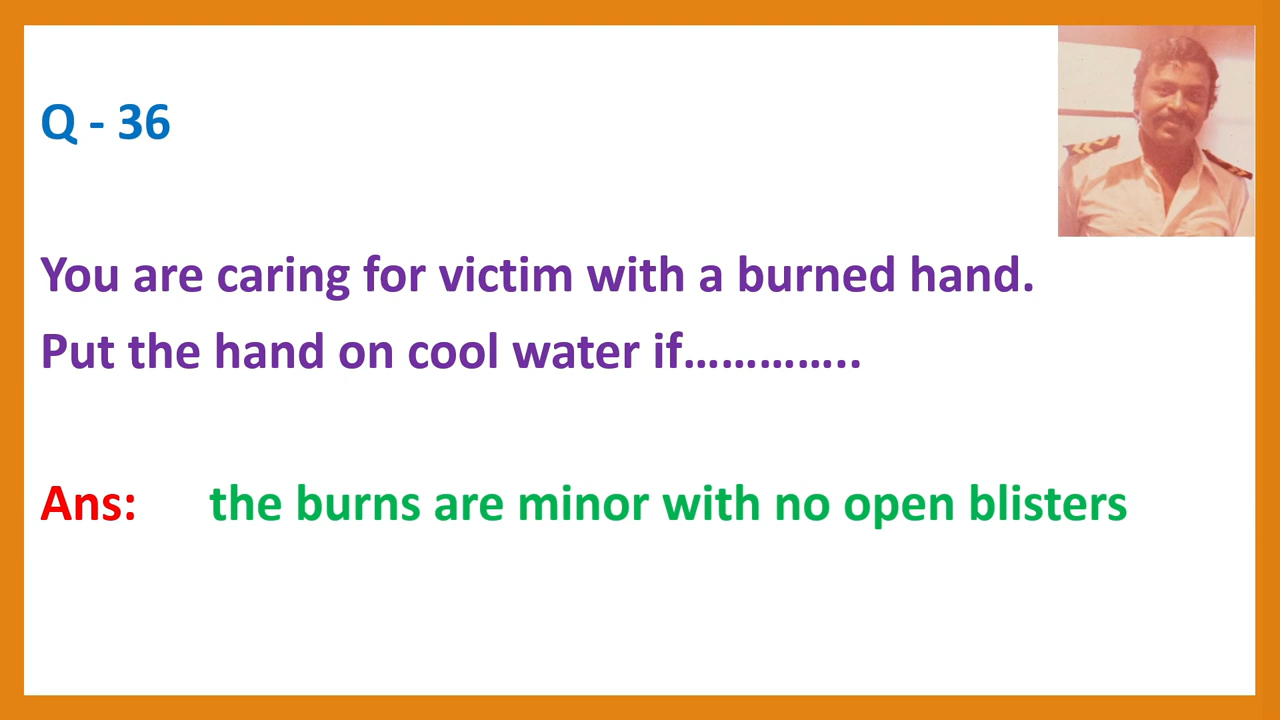 Q - 36
You are caring for victim with a burned hand.
Put the hand on cool water if…………..
Ans: the burns are minor with no open blisters